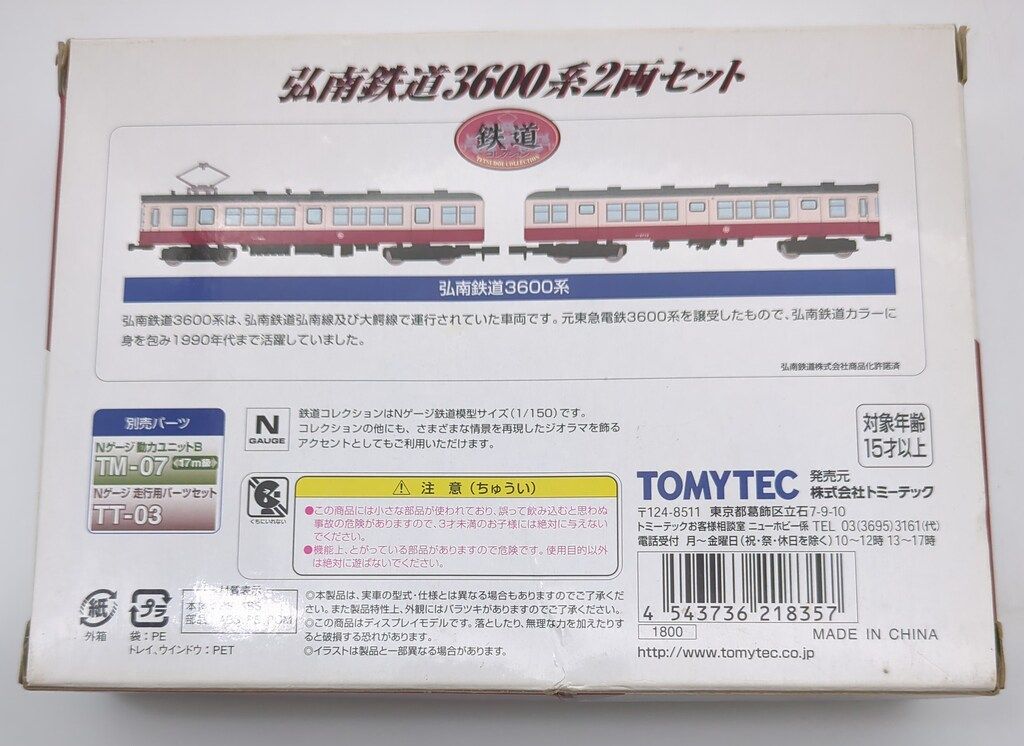 弘南鉄道3600系2両セット
鉄道
コレクション
TETSUDOU COLLECTION
弘南鉄道3600系
弘南鉄道3600系は、弘南鉄道弘南線及び大鰐線で運行されていた車両です。元東急電鉄3600系を譲受したもので、弘南鉄道カラーに
身を包み1990年代まで活躍していました。
弘南鉄道株式会社商品化許諾済
別売パーツ
Nゲージ動力ユニットB
TM-07 17m級
Nゲージ 走行用パーツセット
TT-03
N
GAUGE
鉄道コレクションはNゲージ鉄道模型サイズ(1/150)です。
コレクションの他にも、さまざまな情景を再現したジオラマを飾る
アクセントとしてもご利用いただけます。
対象年齢
15才以上
くちにいれない
⚠ 注 意 (ちゅうい)
●この商品には小さな部品が使われており、誤って飲み込むと思わぬ
事故の危険がありますので、3才未満のお子様には絶対に与えない
でください。
●機能上、とがっている部品がありますので危険です。使用目的以外
は絶対に遊ばないでください。
TOMYTEC 発売元
株式会社トミーテック
〒124-8511 東京都葛飾区立石7-9-10
トミーテックお客様相談室 ニューホビー係 TEL 03(3695)3161(代)
電話受付 月~金曜日(祝・祭・休日を除く)10~12時 13~17時
紙
外箱
プラ
袋:PE
トレイ、ウインドウ:PET
材質表示
◎本製品は、実車の型式・仕様とは異なる場合もありますのでご了承くだ
さい。また製品特性上、外観にはバラツキがありますのでご了承ください。
◎この商品はディスプレイモデルです。落としたり、無理な力を加えたりす
ると破損する恐れがあります。
◎イラストは製品と一部異なる場合があります。
4 543736 218357
1800
MADE IN CHINA
http://www.tomytec.co.jp